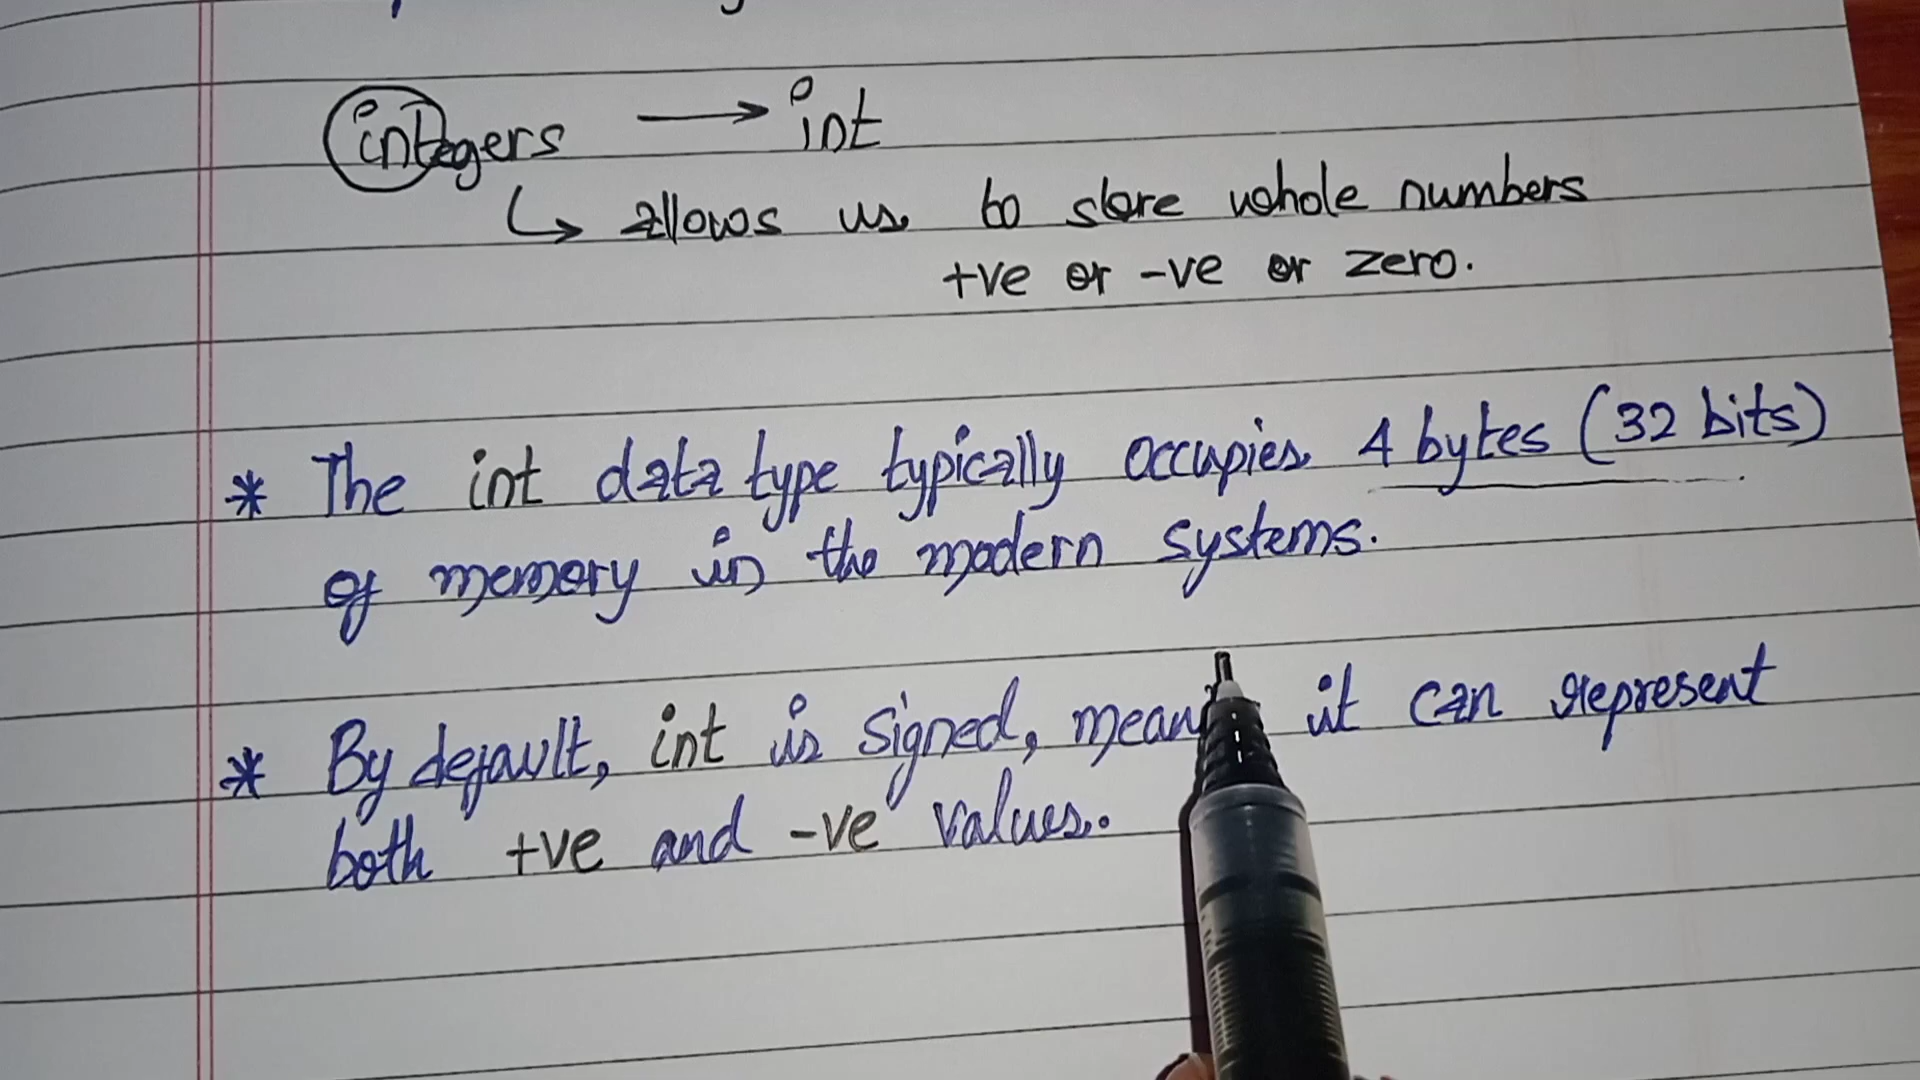 integers → int
↳ allows us to store whole numbers
+ve or -ve or zero.
* The int data type typically occupies 4 bytes (32 bits)
of memory in the modern systems.
* By default, int is signed, it can represent
both +ve and -ve values.